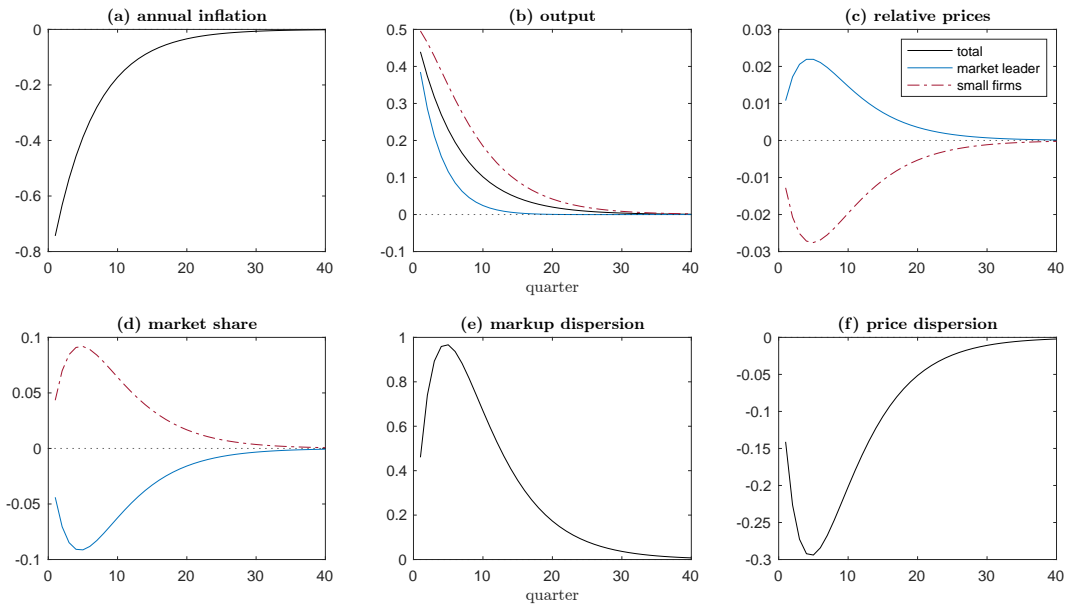 (a) annual inflation
0
-0.2
-0.4
-0.6
-0.8
0 10 20 30 40
(b) output
0.5
0.4
0.3
0.2
0.1
0
-0.1
0 10 20 30 40
quarter
(c) relative prices
0.03
0.02
0.01
0
-0.01
-0.02
-0.03
0 10 20 30 40
total
market leader
small firms
(d) market share
0.1
0.05
0
-0.05
-0.1
0 10 20 30 40
(e) markup dispersion
1
0.8
0.6
0.4
0.2
0
0 10 20 30 40
quarter
(f) price dispersion
0
-0.05
-0.1
-0.15
-0.2
-0.25
-0.3
0 10 20 30 40